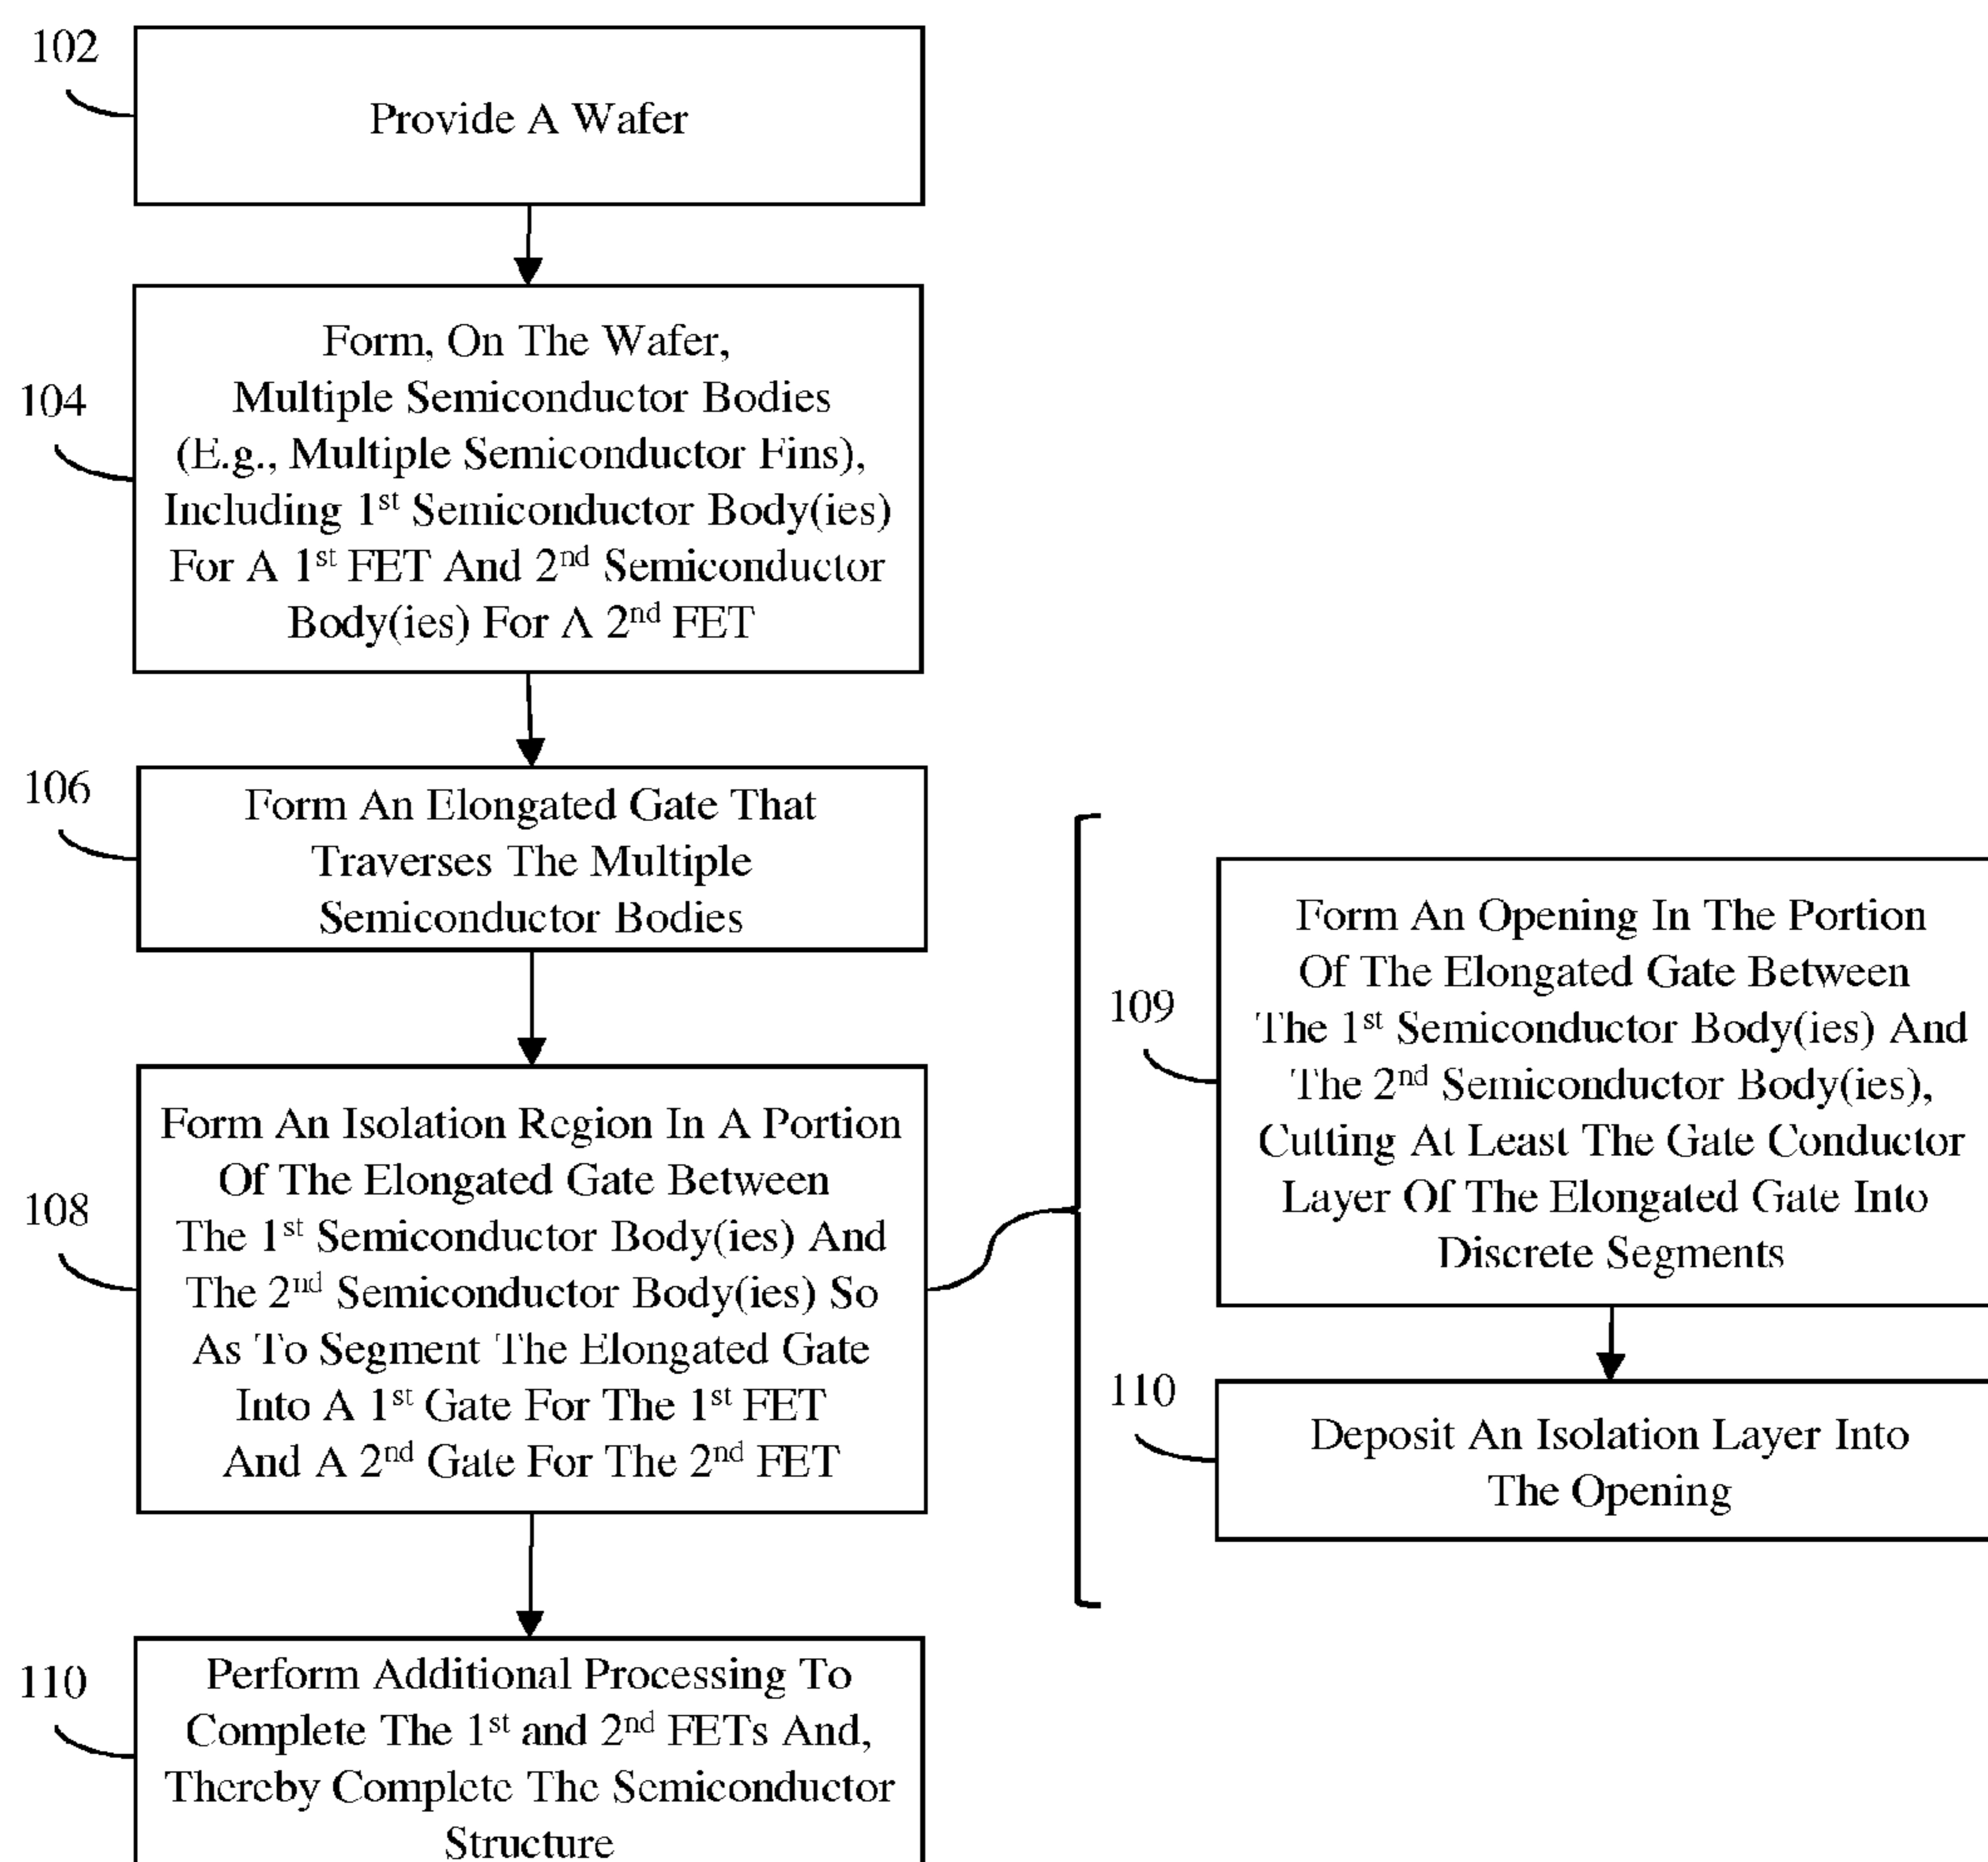 102
Provide A Wafer
104
Form, On The Wafer,
Multiple Semiconductor Bodies
(E.g., Multiple Semiconductor Fins),
Including 1st Semiconductor Body(ies)
For A 1st FET And 2nd Semiconductor
Body(ies) For A 2nd FET
106
Form An Elongated Gate That
Traverses The Multiple
Semiconductor Bodies
108
Form An Isolation Region In A Portion
Of The Elongated Gate Between
The 1st Semiconductor Body(ies) And
The 2nd Semiconductor Body(ies) So
As To Segment The Elongated Gate
Into A 1st Gate For The 1st FET
And A 2nd Gate For The 2nd FET
109
Form An Opening In The Portion
Of The Elongated Gate Between
The 1st Semiconductor Body(ies) And
The 2nd Semiconductor Body(ies),
Cutting At Least The Gate Conductor
Layer Of The Elongated Gate Into
Discrete Segments
110
Deposit An Isolation Layer Into
The Opening
110
Perform Additional Processing To
Complete The 1st and 2nd FETs And,
Thereby Complete The Semiconductor
Structure